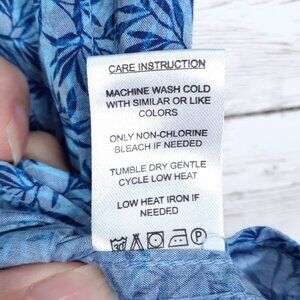 CARE INSTRUCTION
MACHINE WASH COLD
WITH SIMILAR OR LIKE
COLORS
ONLY NON-CHLORINE
BLEACH IF NEEDED
TUMBLE DRY GENTLE
CYCLE LOW HEAT
LOW HEAT IRON IF
NEEDED
30
P